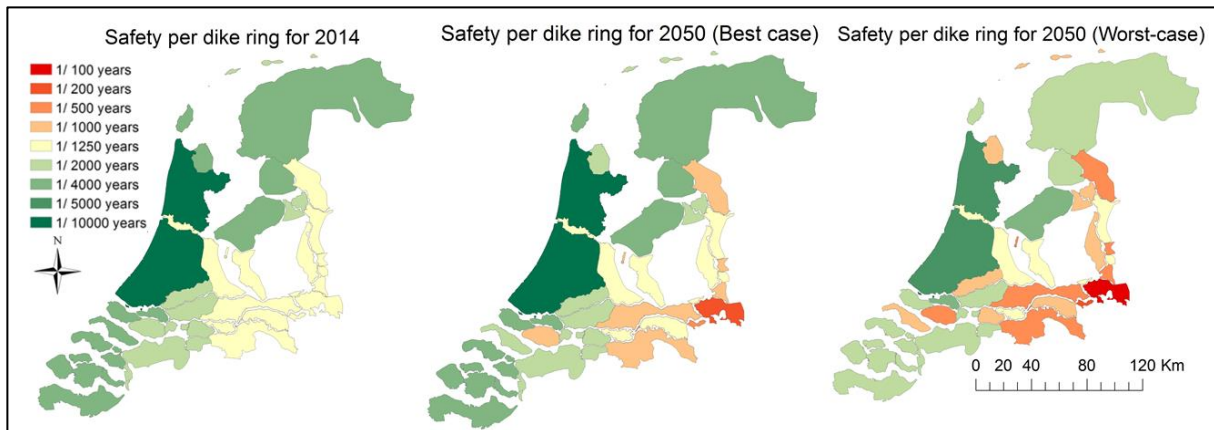 Safety per dike ring for 2014
Safety per dike ring for 2050 (Best case)
Safety per dike ring for 2050 (Worst-case)
1/ 100 years
1/ 200 years
1/ 500 years
1/ 1000 years
1/ 1250 years
1/ 2000 years
1/ 4000 years
1/ 5000 years
1/ 10000 years
N
0 20 40 80 120 Km